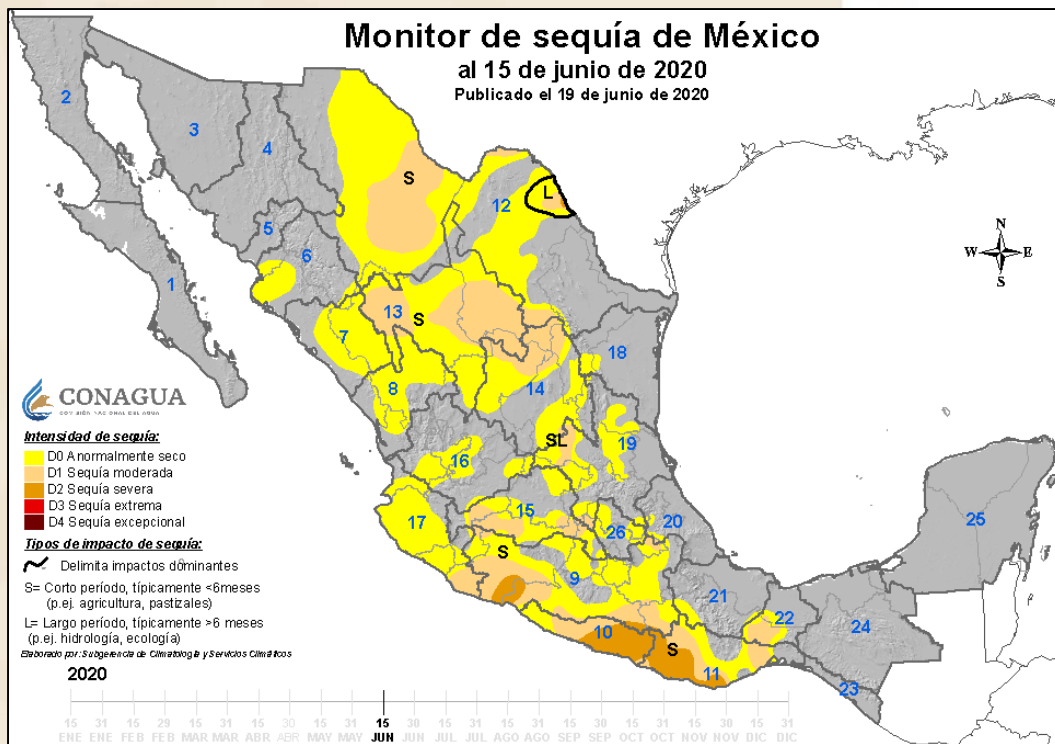 Monitor de sequía de México
al 15 de junio de 2020
Publicado el 19 de junio de 2020
2
3
4
S
12
L
5
6
1
N
W E
S
13
S
7
18
8
14
CONAGUA
COMISIÓN NACIONAL DEL AGUA
Intensidad de sequía:
D0 Anormalmente seco
D1 Sequía moderada
D2 Sequía severa
D3 Sequía extrema
D4 Sequía excepcional
SL
19
16
15
17
26
20
25
S
9
21
22
24
10
S
11
23
Tipos de impacto de sequía:
Delimita impactos dominantes
S= Corto período, típicamente <6meses
(p.ej. agricultura, pastizales)
L= Largo período, típicamente >6 meses
(p.ej. hidrología, ecología)
Elaborado por: Subgerencia de Climatología y Servicios Climáticos
2020
15 31 15 29 15 31 15 30 15 31 15 30 15 31 15 31 15 30 15 31 15 30 15 31
ENE ENE FEB FEB MAR MAR ABR ABR MAY MAY JUN JUN JUL JUL AGO AGO SEP SEP OCT OCT NOV NOV DIC DIC